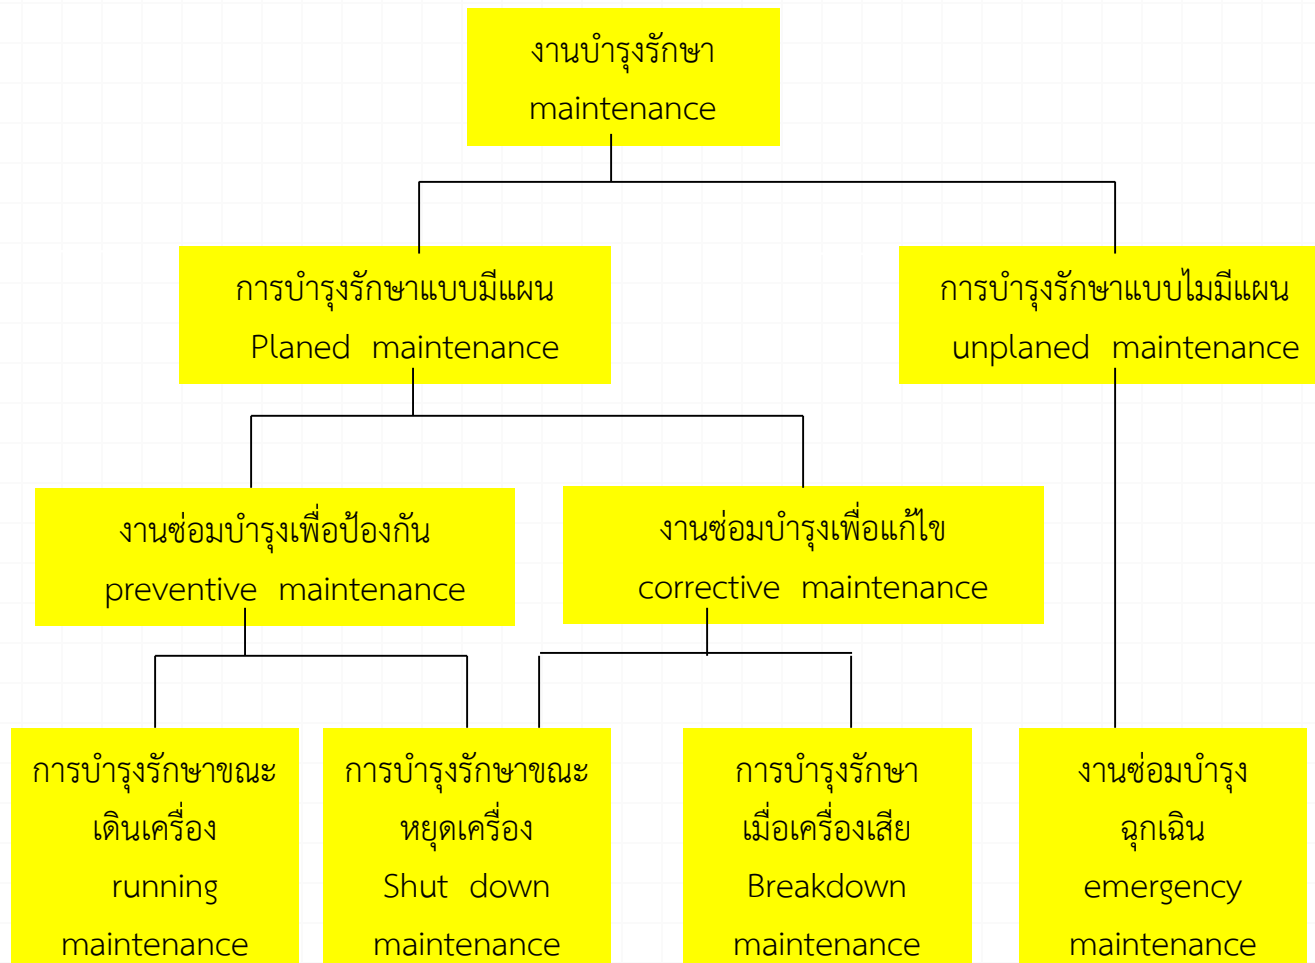 งานบำรุงรักษา
maintenance
การบำรุงรักษาแบบมีแผน
Planed maintenance
การบำรุงรักษาแบบไมมีแผน
unplaned maintenance
งานซ่อมบำรุงเพื่อป้องกัน
preventive maintenance
งานซ่อมบำรุงเพื่อแก้ไข
corrective maintenance
การบำรุงรักษาขณะ
เดินเครื่อง
running
maintenance
การบำรุงรักษาขณะ
หยุดเครื่อง
Shut down
maintenance
การบำรุงรักษา
เมื่อเครื่องเสีย
Breakdown
maintenance
งานซ่อมบำรุง
ฉุกเฉิน
emergency
maintenance